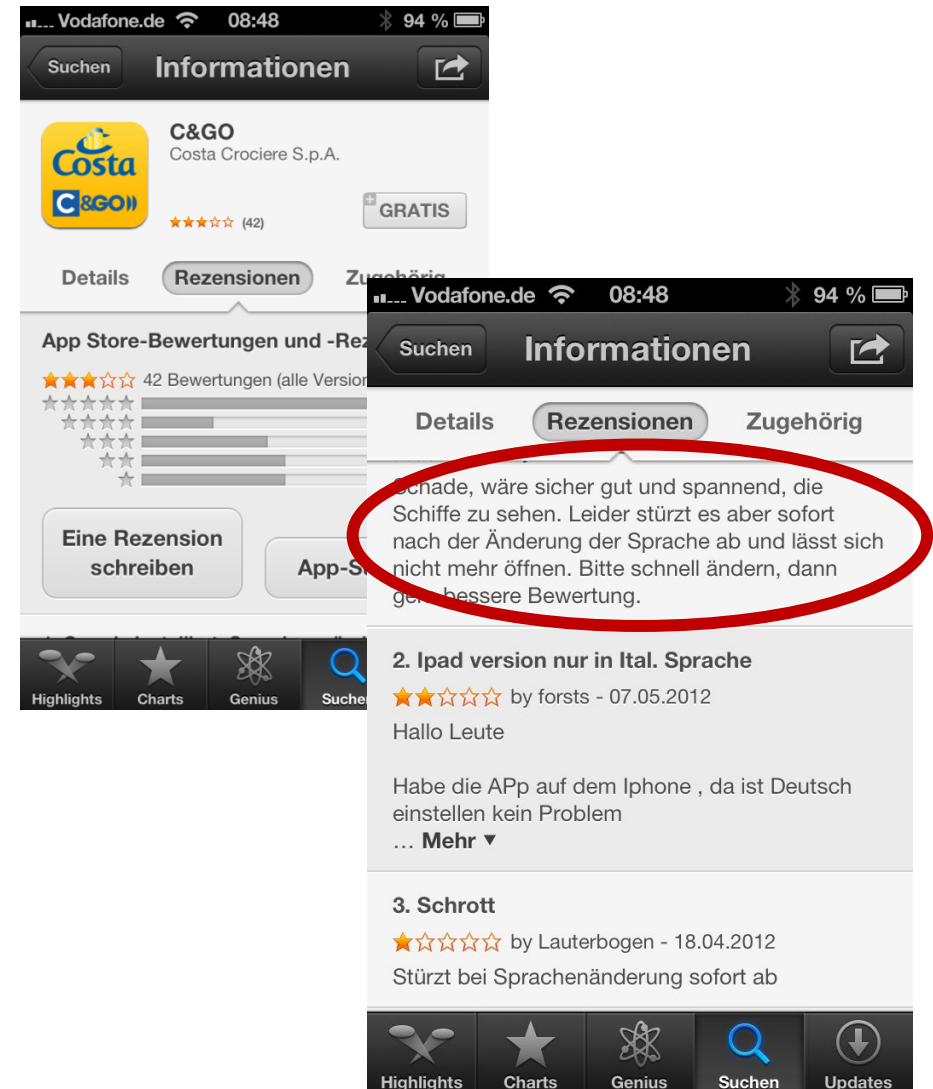 Vodafone.de 08:48 94 %
Suchen Informationen
Costa
C&GO
C&GO
Costa Crociere S.p.A.
(42) GRATIS
Details Rezensionen Zugehörig
App Store-Bewertungen und -Rez
42 Bewertungen (alle Version
Eine Rezension
schreiben
App-S
Highlights Charts Genius Suche
Vodafone.de 08:48 94 %
Suchen Informationen
Details Rezensionen Zugehörig
Schade, wäre sicher gut und spannend, die
Schiffe zu sehen. Leider stürzt es aber sofort
nach der Änderung der Sprache ab und lässt sich
nicht mehr öffnen. Bitte schnell ändern, dann
bessere Bewertung.
2. Ipad version nur in Ital. Sprache
by forsts - 07.05.2012
Hallo Leute
Habe die APp auf dem Iphone , da ist Deutsch
einstellen kein Problem
… Mehr ▼
3. Schrott
by Lauterbogen - 18.04.2012
Stürzt bei Sprachenänderung sofort ab
Highlights Charts Genius Suchen Updates